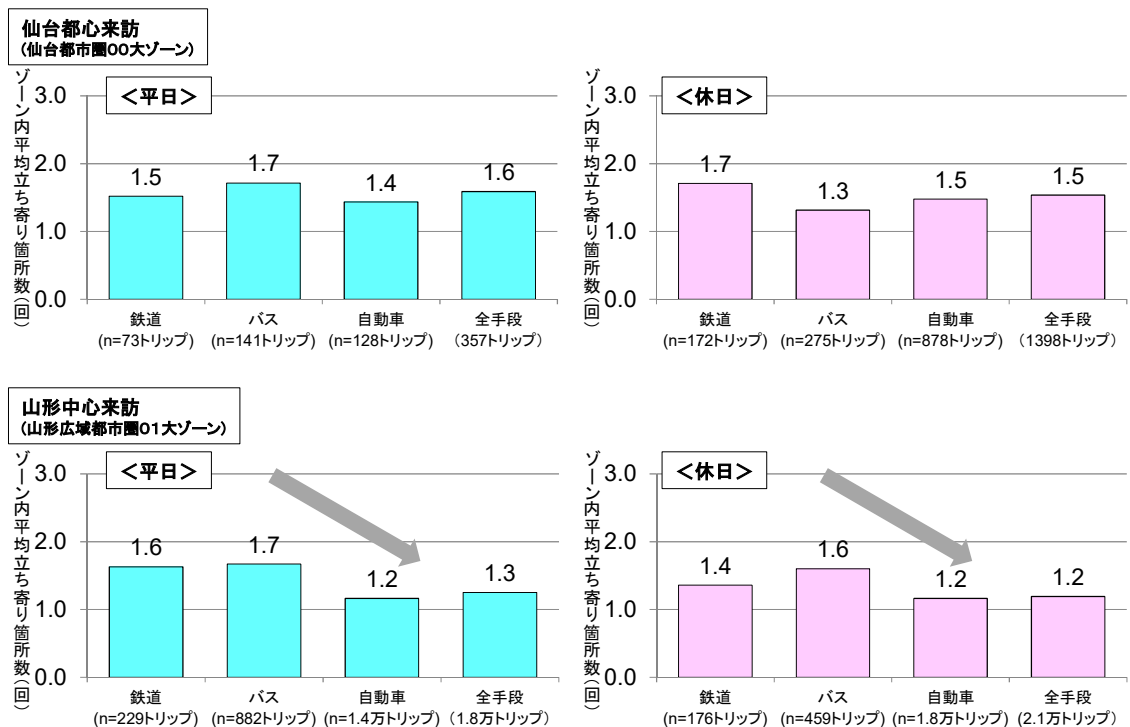 仙台都心来訪
(仙台都市圏00大ゾーン)
ゾーン内平均立ち寄り箇所数(回)
＜平日＞
3.0
2.0
1.0
0.0
1.5
1.7
1.4
1.6
鉄道
バス
自動車
全手段
(n=73トリップ)
(n=141トリップ)
(n=128トリップ)
(357トリップ)
ゾーン内平均立ち寄り箇所数(回)
＜休日＞
3.0
2.0
1.0
0.0
1.7
1.3
1.5
1.5
鉄道
バス
自動車
全手段
(n=172トリップ)
(n=275トリップ)
(n=878トリップ)
(1398トリップ)
山形中心来訪
(山形広域都市圏01大ゾーン)
ゾーン内平均立ち寄り箇所数(回)
＜平日＞
3.0
2.0
1.0
0.0
1.6
1.7
1.2
1.3
鉄道
バス
自動車
全手段
(n=229トリップ)
(n=882トリップ)
(n=1.4万トリップ)
(1.8万トリップ)
ゾーン内平均立ち寄り箇所数(回)
＜休日＞
3.0
2.0
1.0
0.0
1.4
1.6
1.2
1.2
鉄道
バス
自動車
全手段
(n=176トリップ)
(n=459トリップ)
(n=1.8万トリップ)
(2.1万トリップ)